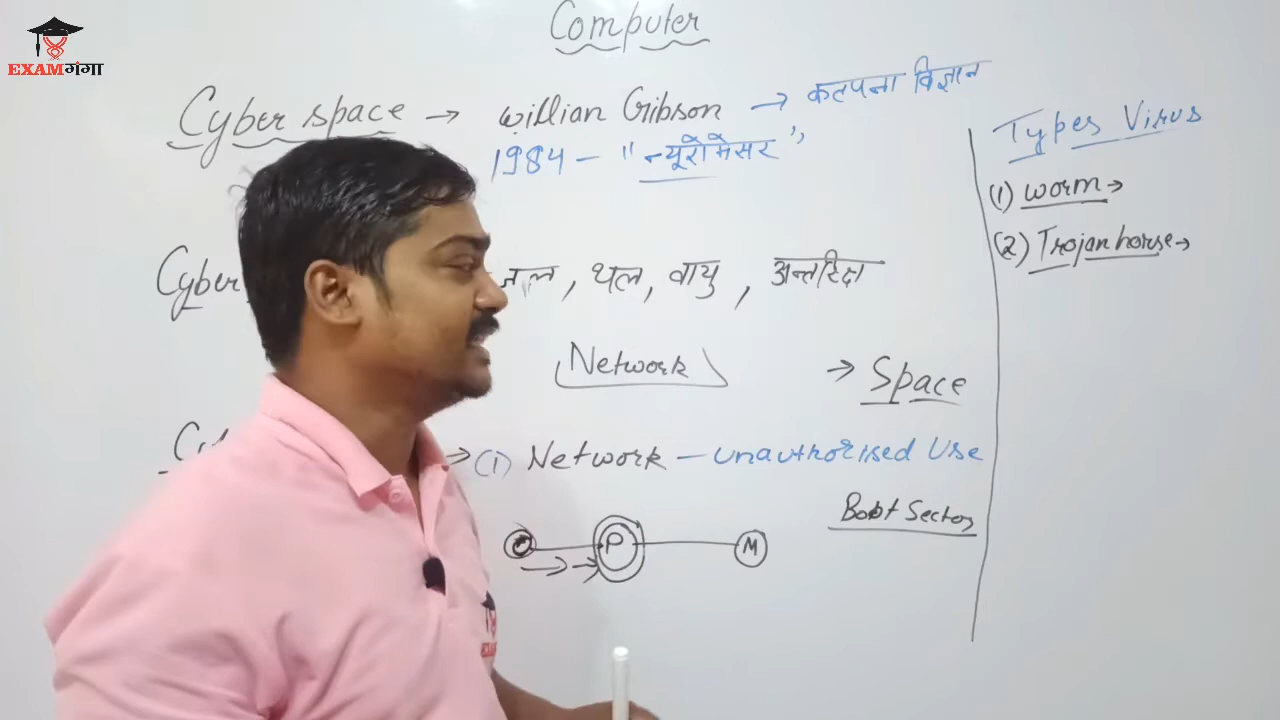 EXAMगंगा
Computer
Cyber space → willian Gibson → कल्पना विज्ञान
1984 - "न्यूरोमेसर"
Cyber जल, थल, वायु, अन्तरिक्ष
Network → Space
→ (1) Network - unauthorised Use
Boot Sector
P M
Types Virus
(1) worm →
(2) Trojan horse →